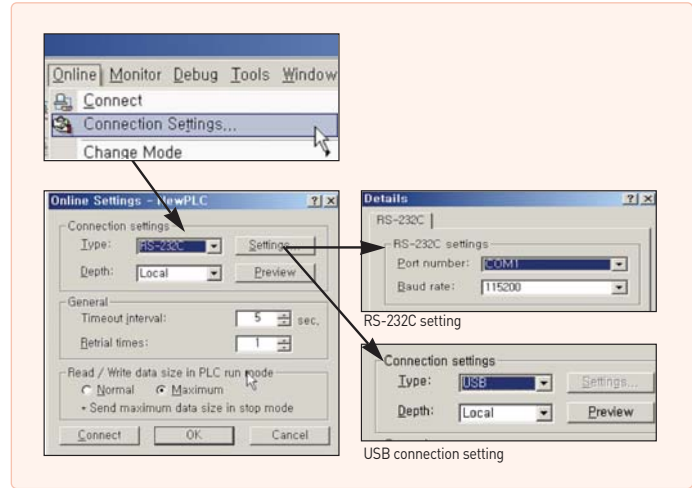 Online Monitor Debug Tools Window
Connect
Connection Settings...
Change Mode
Online Settings - NewPLC
Connection settings
Type: RS-232C Settings...
Depth: Local Preview
General
Timeout interval: 5 sec.
Retrial times: 1
Read / Write data size in PLC run mode
Normal Maximum
* Send maximum data size in stop mode
Connect OK Cancel
Details
RS-232C
RS-232C settings
Port number: COM1
Baud rate: 115200
RS-232C setting
Connection settings
Type: USB Settings...
Depth: Local Preview
USB connection setting